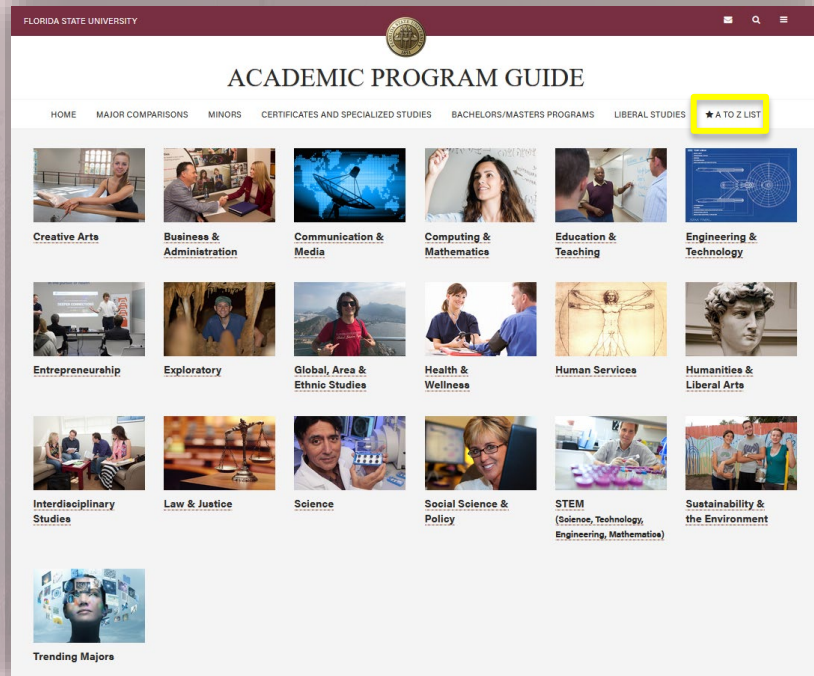 FLORIDA STATE UNIVERSITY
ACADEMIC PROGRAM GUIDE
HOME MAJOR COMPARISONS MINORS CERTIFICATES AND SPECIALIZED STUDIES BACHELORS/MASTERS PROGRAMS LIBERAL STUDIES ★ A TO Z LIST
Creative Arts
Business &
Administration
Communication &
Media
Computing &
Mathematics
Education &
Teaching
Engineering &
Technology
Entrepreneurship
Exploratory
Global, Area &
Ethnic Studies
Health &
Wellness
Human Services
Humanities &
Liberal Arts
Interdisciplinary
Studies
Law & Justice
Science
Social Science &
Policy
STEM
(Science, Technology,
Engineering, Mathematics)
Sustainability &
the Environment
Trending Majors